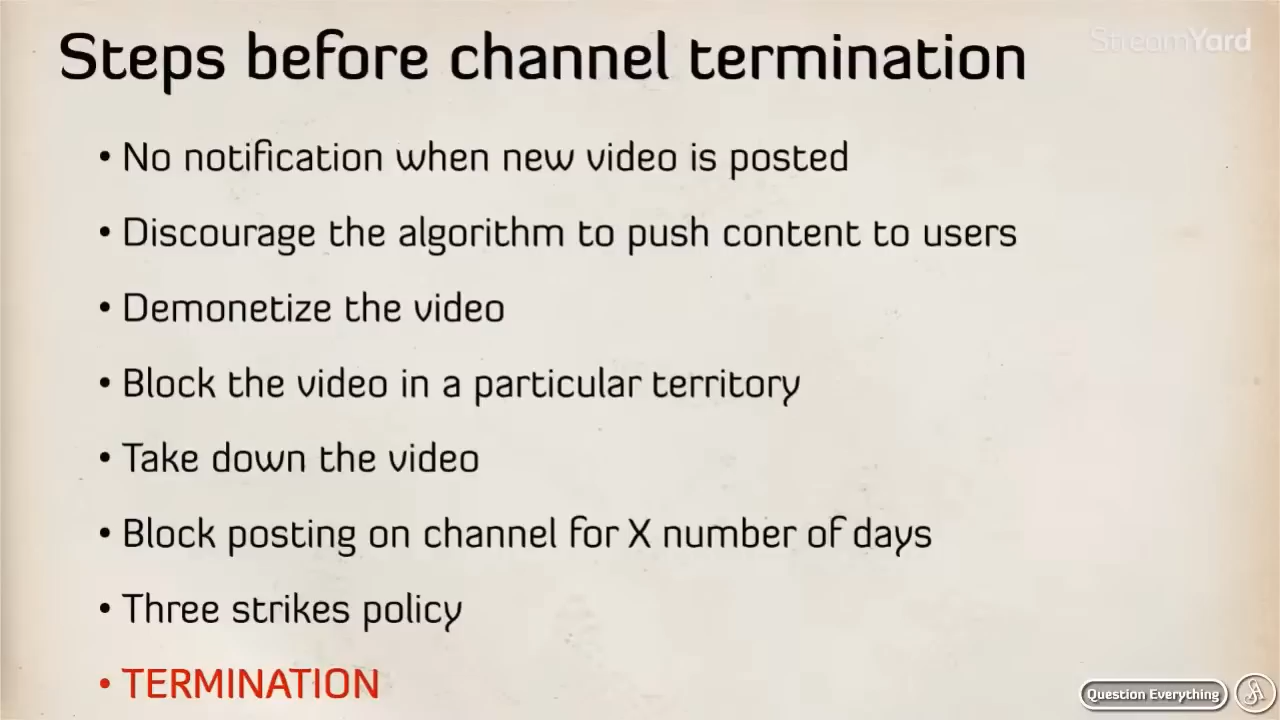 Steps before channel termination
StreamYard
• No notification when new video is posted
• Discourage the algorithm to push content to users
• Demonetize the video
• Block the video in a particular territory
• Take down the video
• Block posting on channel for X number of days
• Three strikes policy
• TERMINATION
Question Everything